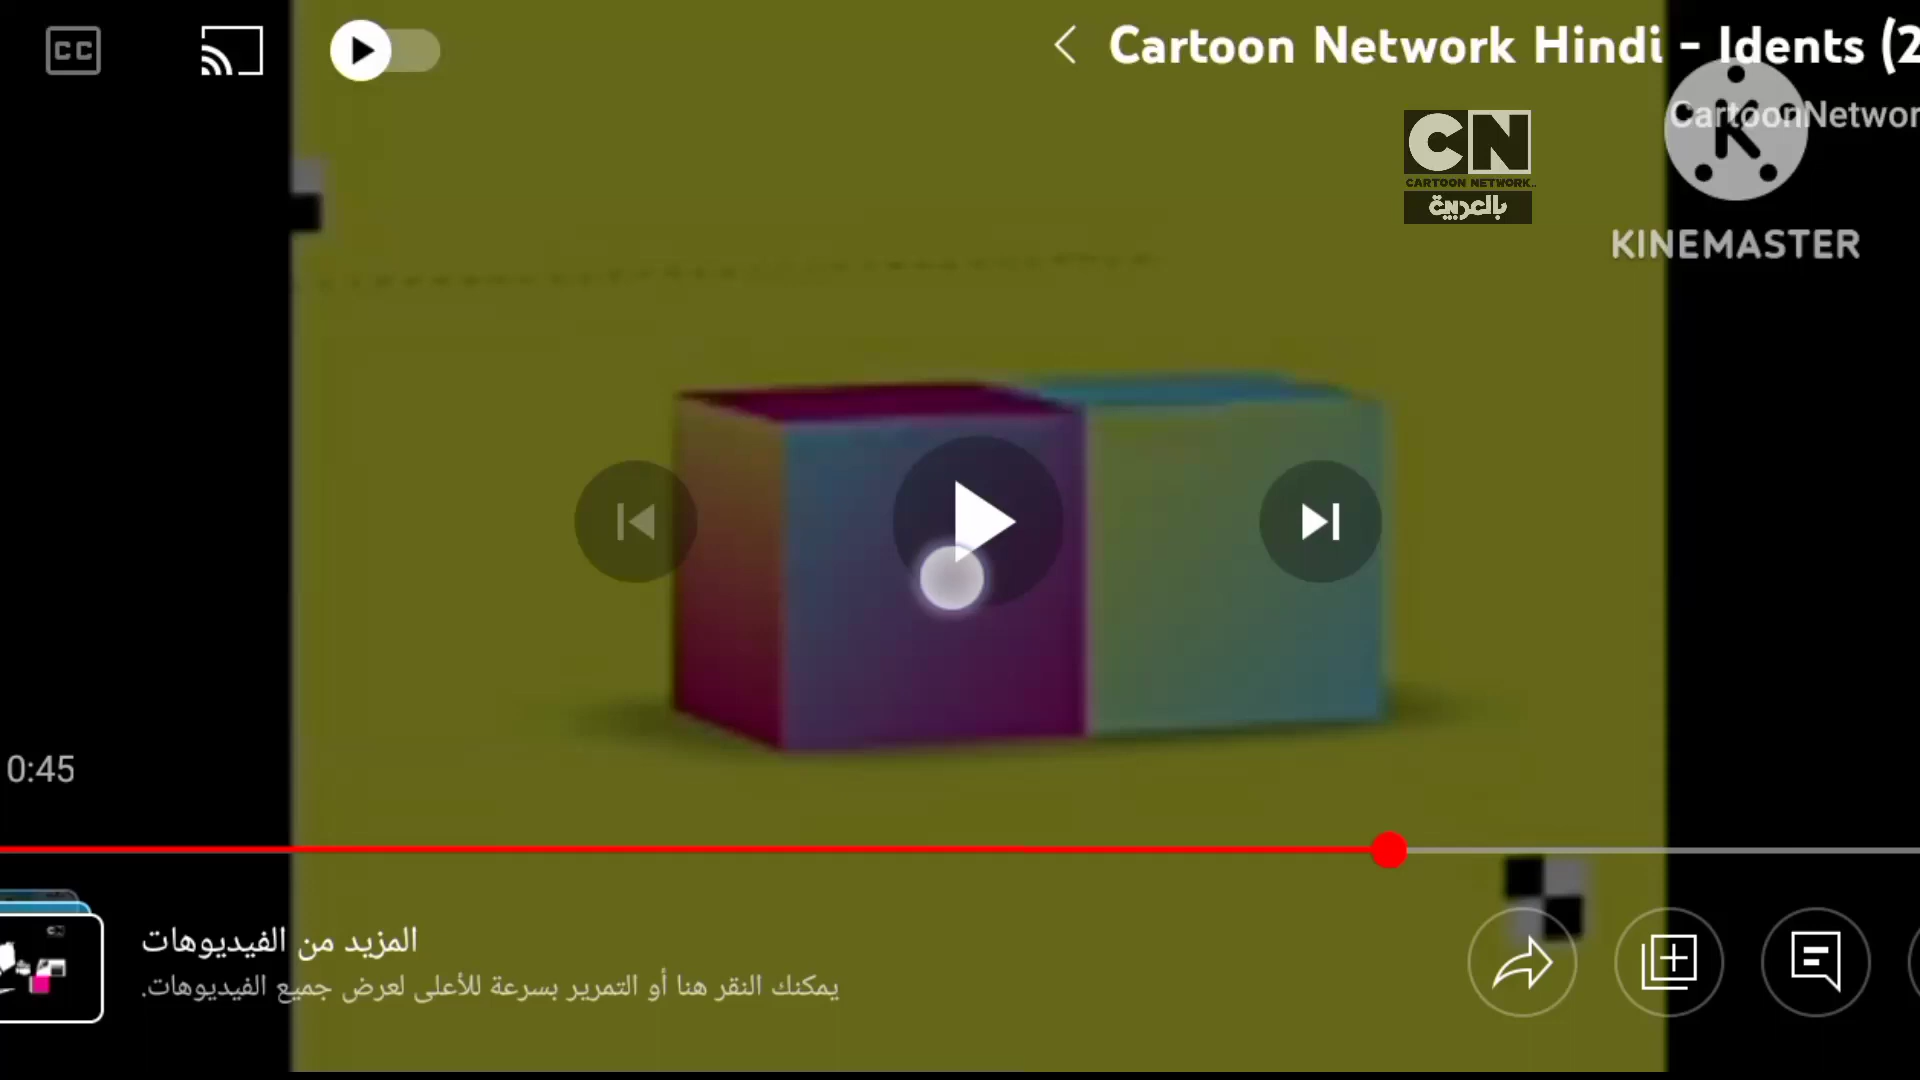 CC
Cartoon Network Hindi - Idents (2
CartoonNetwor
CN
CARTOON NETWORK..
بالعربية
K
KINEMASTER
0:45
المزيد من الفيديوهات
يمكنك النقر هنا أو التمرير بسرعة للأعلى لعرض جميع الفيديوهات.